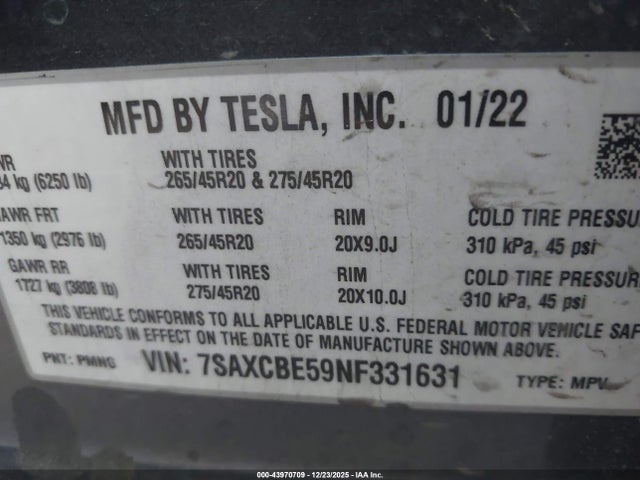 MFD BY TESLA, INC. 01/22
WR WITH TIRES
34 kg (6250 lb) 265/45R20 & 275/45R20
GAWR FRT WITH TIRES RIM COLD TIRE PRESSU
1350 kg (2976 lb) 265/45R20 20X9.0J 310 kPa, 45 psi
GAWR RR WITH TIRES RIM COLD TIRE PRESSUR
1727 kg (3808 lb) 275/45R20 20X10.0J 310 kPa, 45 psi
THIS VEHICLE CONFORMS TO ALL APPLICABLE U.S. FEDERAL MOTOR VEHICLE SAF
STANDARDS IN EFFECT ON THE DATE OF MANUFACTURE SHOWN ABOVE.
PNT: PMNG VIN: 7SAXCBE59NF331631 TYPE: MPV
000-43970709 - 12/23/2025 - IAA Inc.